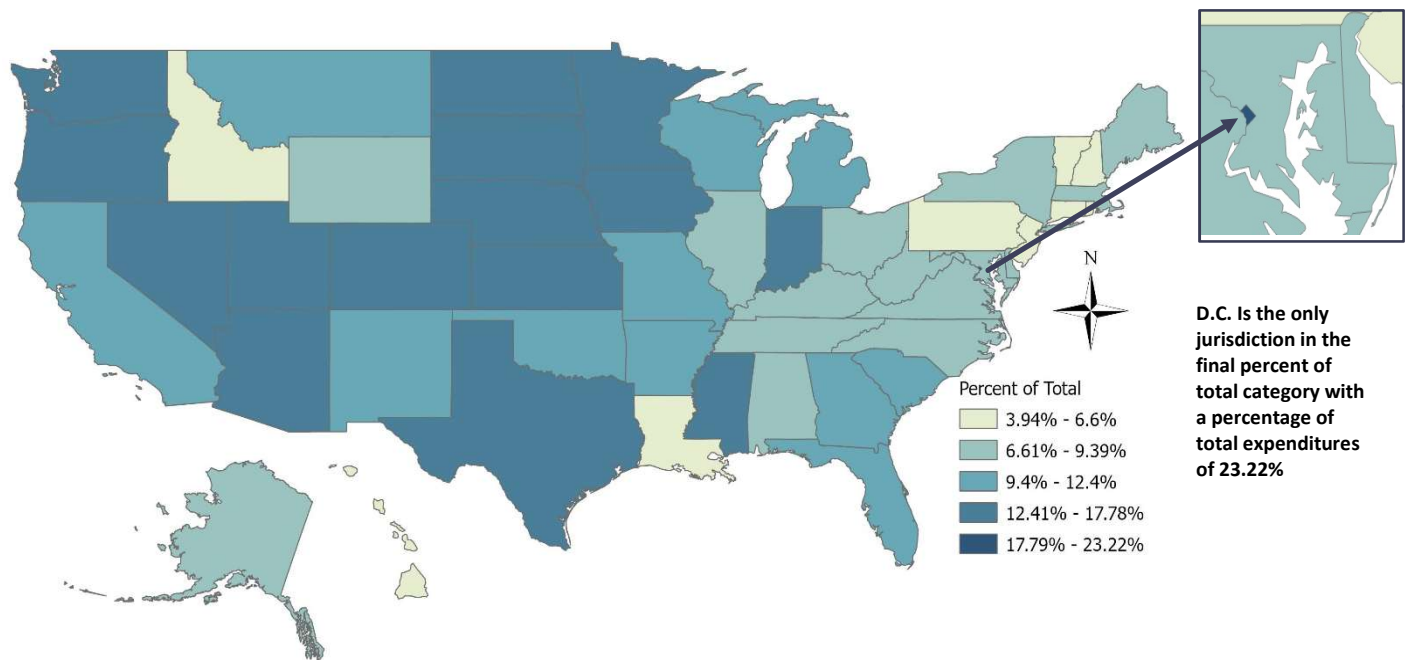 N
D.C. Is the only
jurisdiction in the
final percent of
total category with
a percentage of
total expenditures
of 23.22%
Percent of Total
3.94% - 6.6%
6.61% - 9.39%
9.4% - 12.4%
12.41% - 17.78%
17.79% - 23.22%